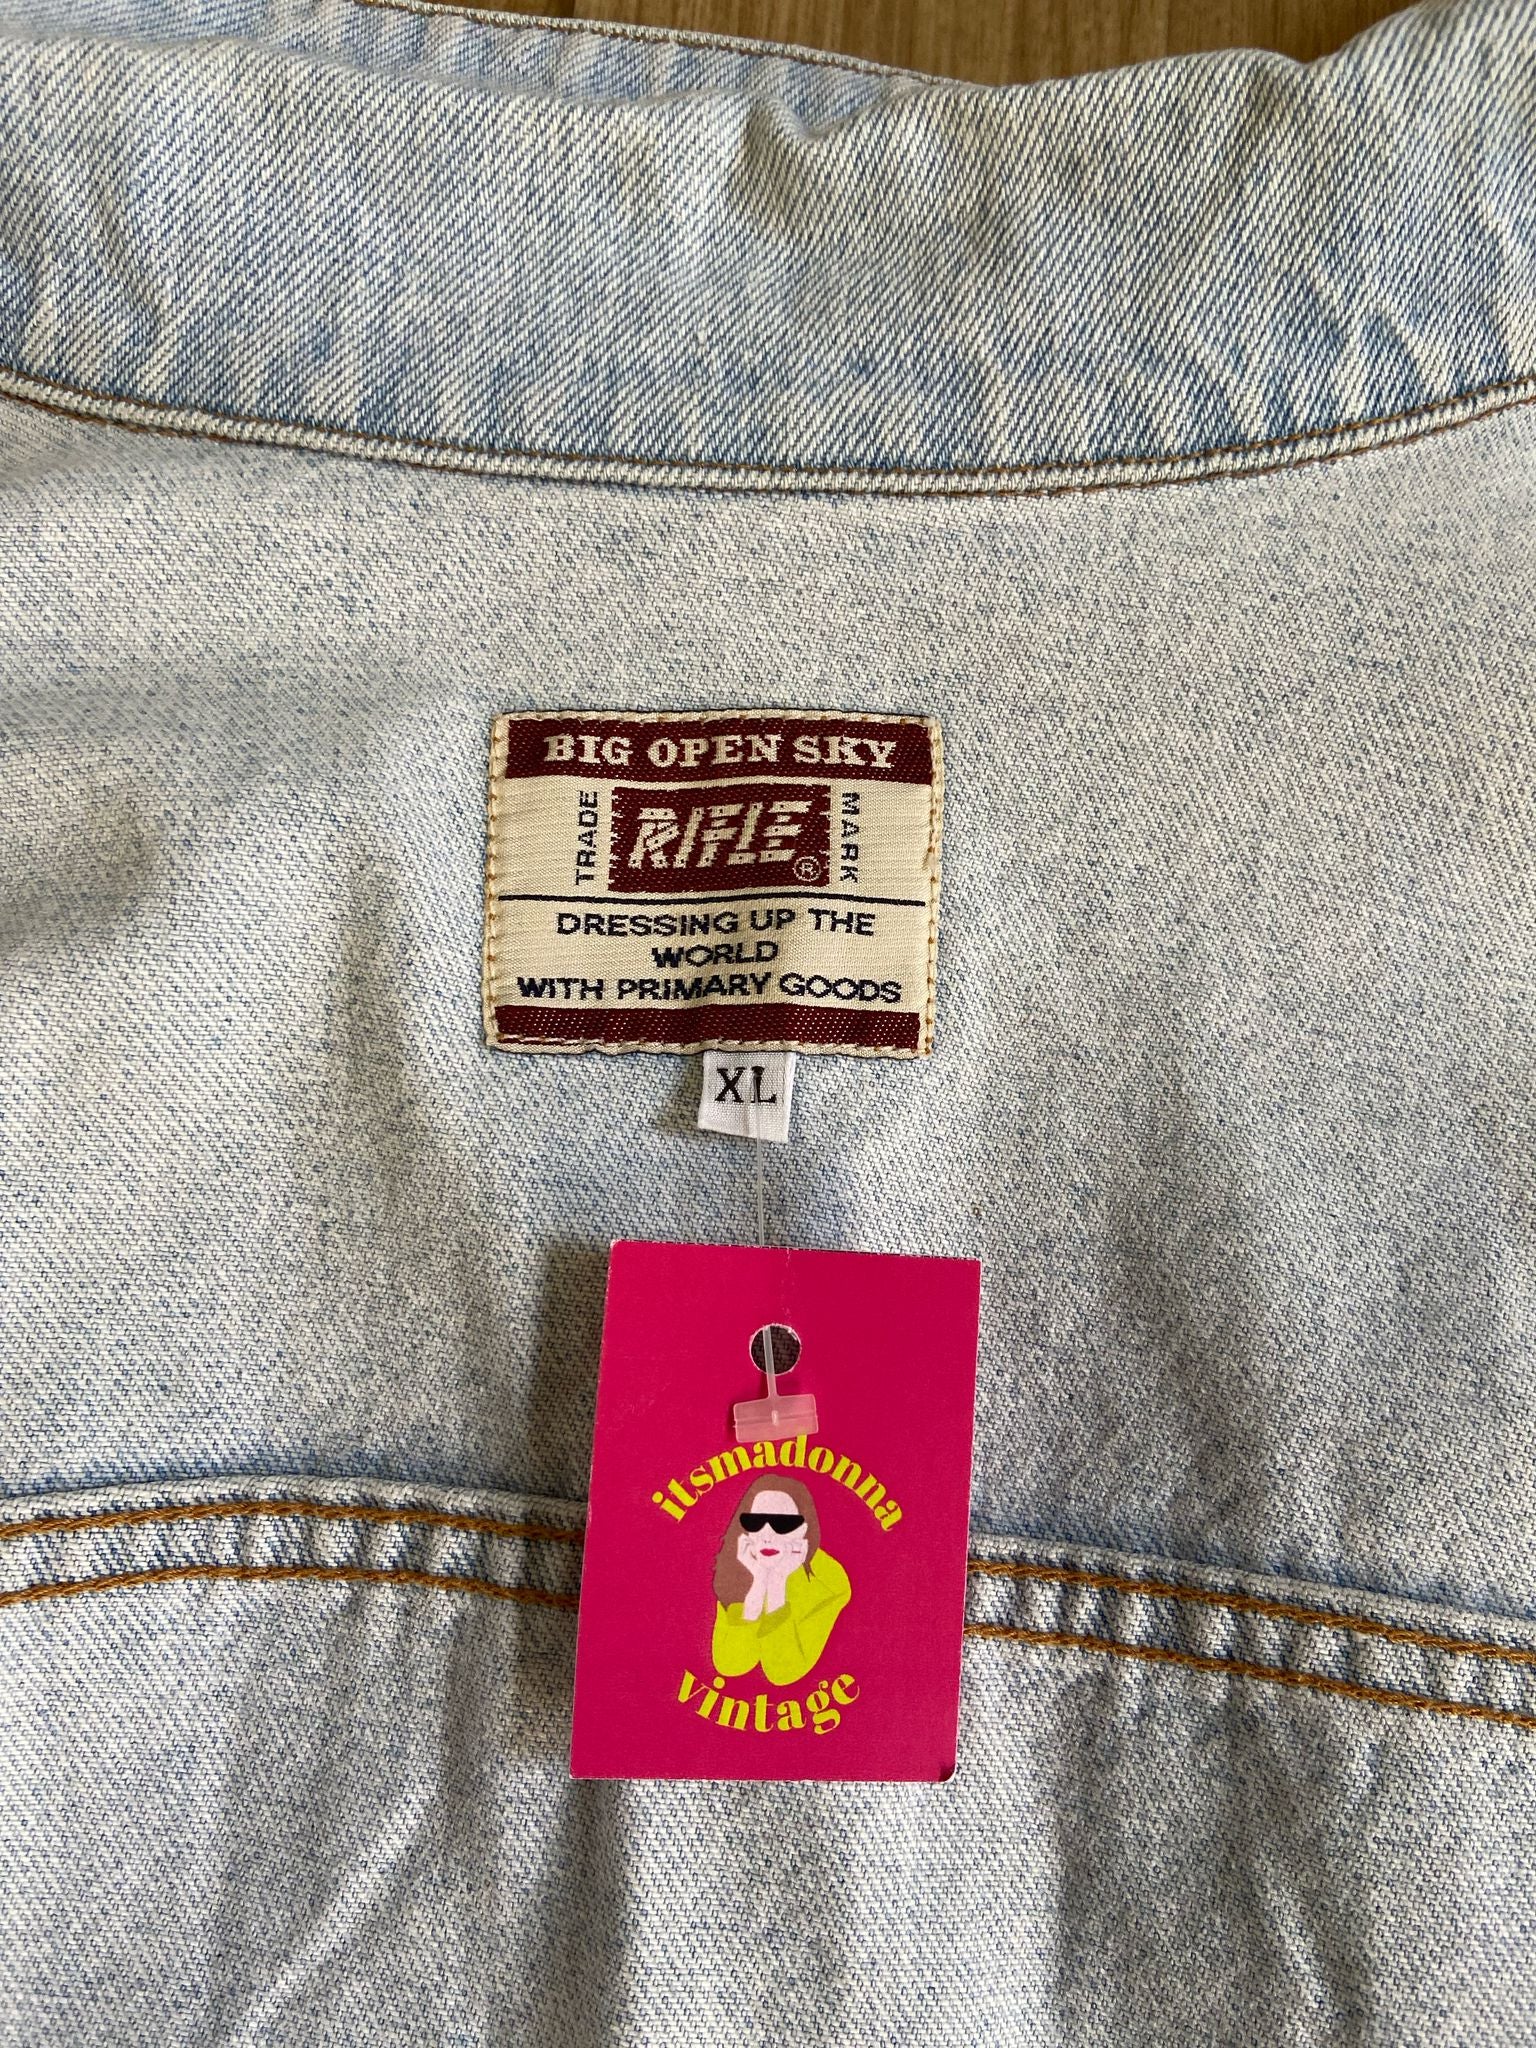 BIG OPEN SKY
TRADE
RIFLE®
MARK
DRESSING UP THE
WORLD
WITH PRIMARY GOODS
XL
itsmadonna
vintage